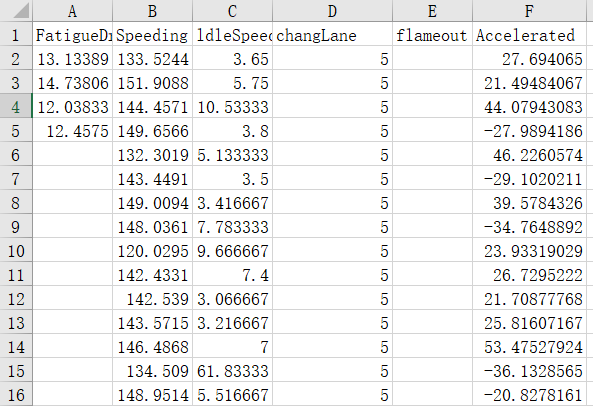 A B C D E F
1 FatigueDr Speeding ldleSpeed changLane flameout Accelerated
2 13.13389 133.5244 3.65 5 27.694065
3 14.73806 151.9088 5.75 5 21.49484067
4 12.03833 144.4571 10.53333 5 44.07943083
5 12.4575 149.6566 3.8 5 -27.9894186
6 132.3019 5.133333 5 46.2260574
7 143.4491 3.5 5 -29.1020211
8 149.0094 3.416667 5 39.5784326
9 148.0361 7.783333 5 -34.7648892
10 120.0295 9.666667 5 23.93319029
11 142.4331 7.4 5 26.7295222
12 142.539 3.066667 5 21.70877768
13 143.5715 3.216667 5 25.81607167
14 146.4868 7 5 53.47527924
15 134.509 61.83333 5 -36.1328565
16 148.9514 5.516667 5 -20.8278161